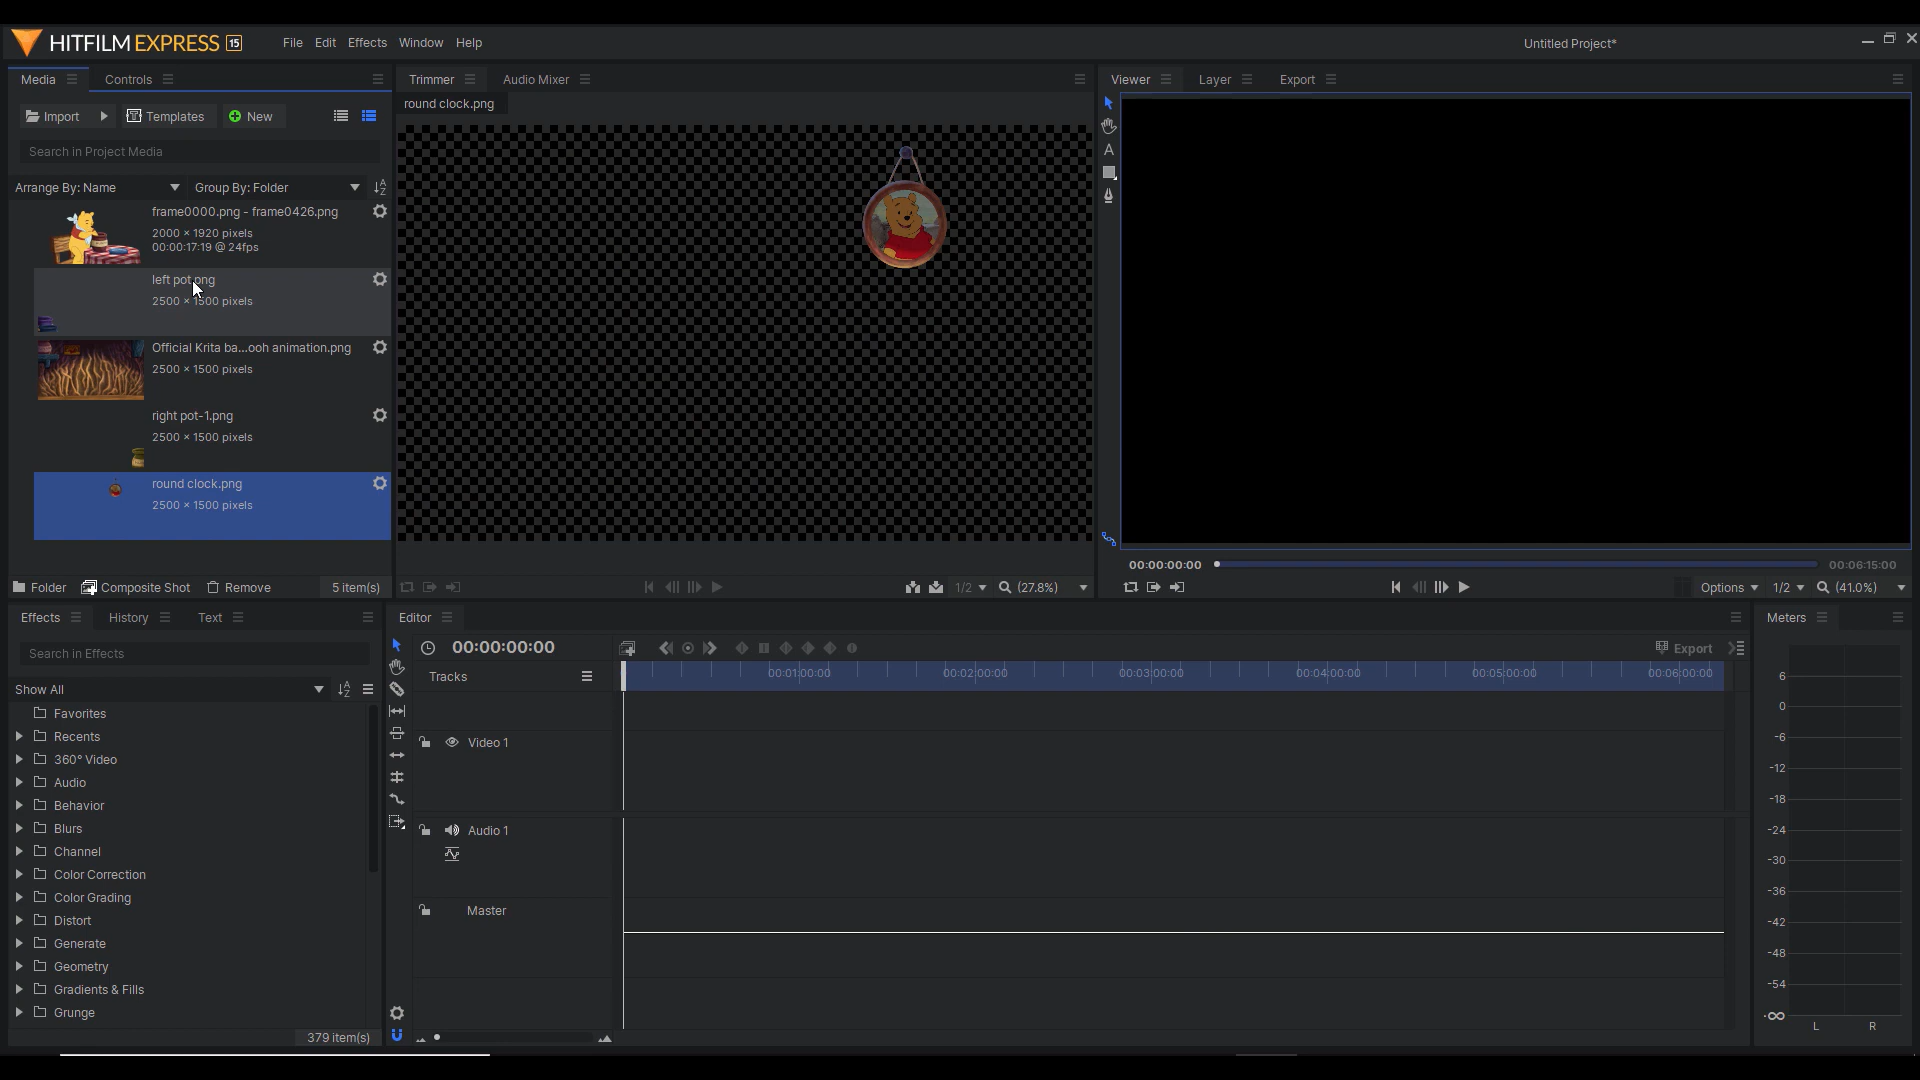 HITFILM EXPRESS 15
File Edit Effects Window Help
Untitled Project*
Media
Controls
Import
Templates
New
Search in Project Media
Arrange By: Name
Group By: Folder
frame0000.png - frame0426.png
2000 × 1920 pixels
00:00:17:19 @ 24fps
left pot.png
2500 × 1500 pixels
Official Krita ba...ooh animation.png
2500 × 1500 pixels
right pot-1.png
2500 × 1500 pixels
round clock.png
2500 × 1500 pixels
Folder
Composite Shot
Remove
5 item(s)
Trimmer
Audio Mixer
round clock.png
1/2
(27.8%)
Viewer
Layer
Export
A
00:00:00:00
00:06:15:00
Options
1/2
(41.0%)
Effects
History
Text
Search in Effects
Show All
Favorites
Recents
360° Video
Audio
Behavior
Blurs
Channel
Color Correction
Color Grading
Distort
Generate
Geometry
Gradients & Fills
Grunge
379 item(s)
Editor
00:00:00:00
Export
Tracks
00:01:00:00 00:02:00:00 00:03:00:00 00:04:00:00 00:05:00:00 00:06:00:00
Video 1
Audio 1
Master
Meters
6
0
-6
-12
-18
-24
-30
-36
-42
-48
-54
-∞
L R